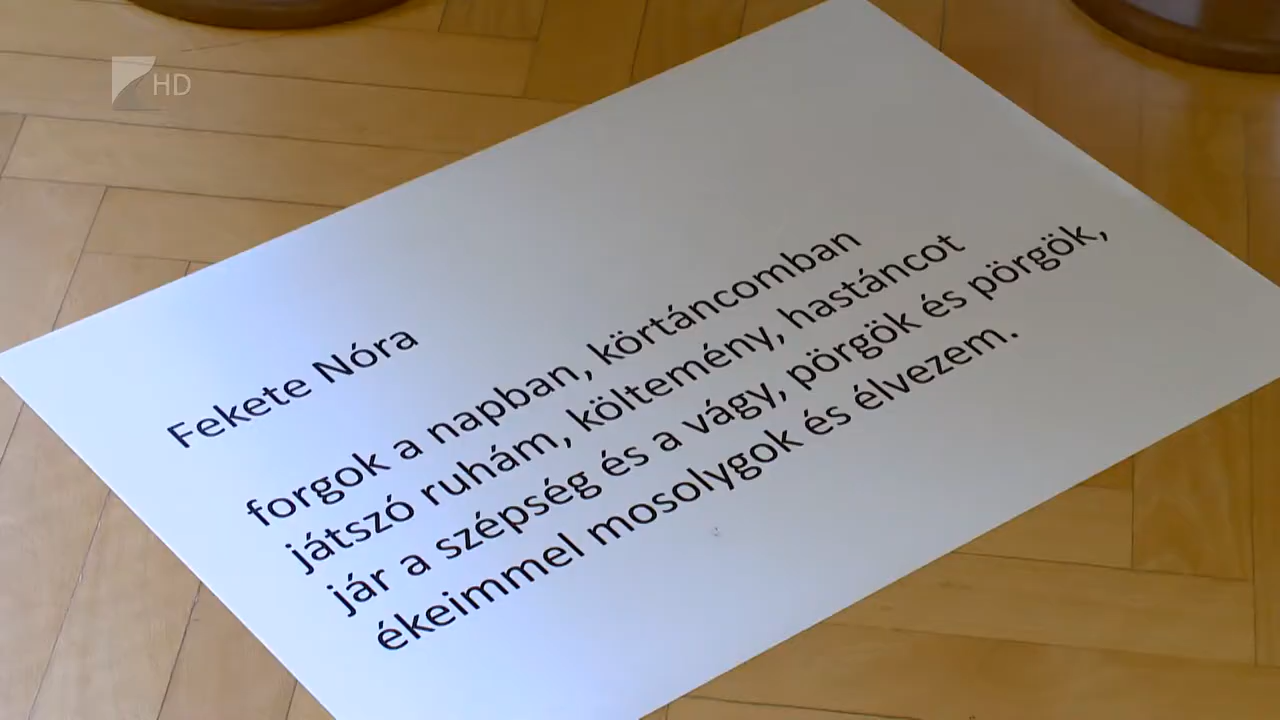 HD
Fekete Nóra
forgok a napban, körtáncomban
játszó ruhám, költemény, hastáncot
jár a szépség és a vágy, pörgök és pörgök,
ékeimmel mosolygok és élvezem.